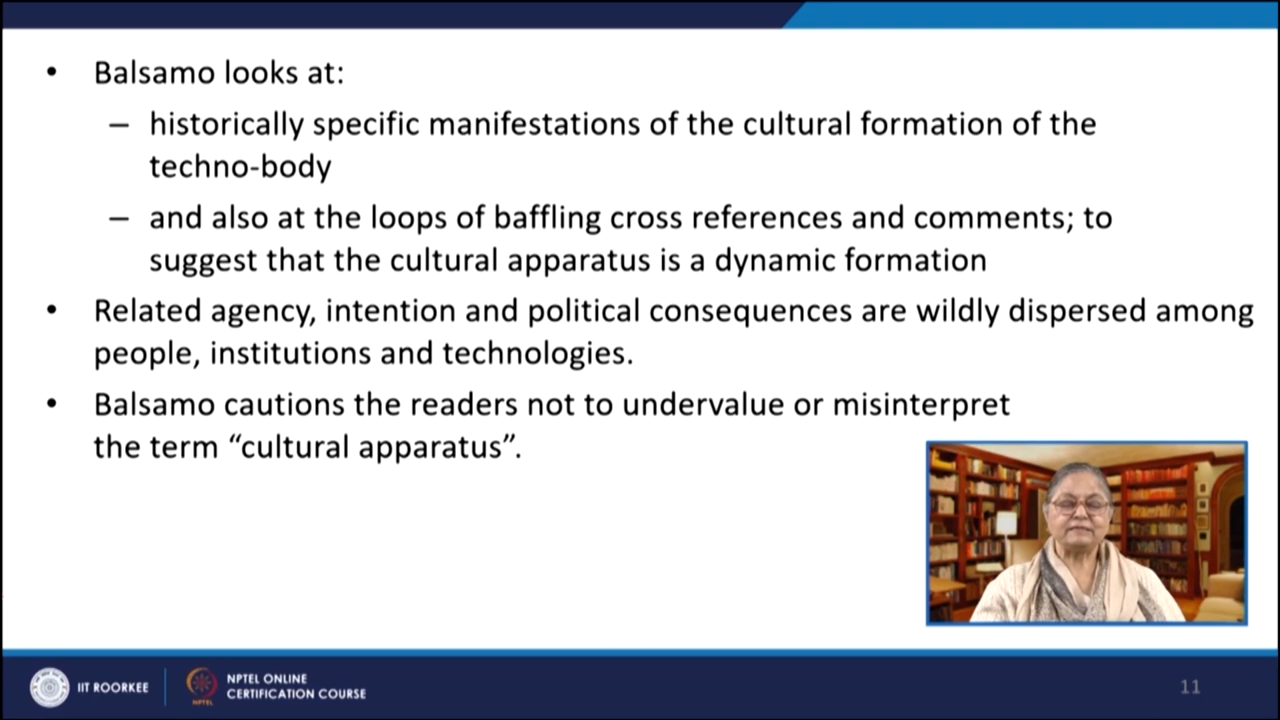 • Balsamo looks at:
– historically specific manifestations of the cultural formation of the
techno-body
– and also at the loops of baffling cross references and comments; to
suggest that the cultural apparatus is a dynamic formation
• Related agency, intention and political consequences are wildly dispersed among
people, institutions and technologies.
• Balsamo cautions the readers not to undervalue or misinterpret
the term “cultural apparatus”.
IIT ROORKEE
NPTEL
NPTEL ONLINE
CERTIFICATION COURSE
11